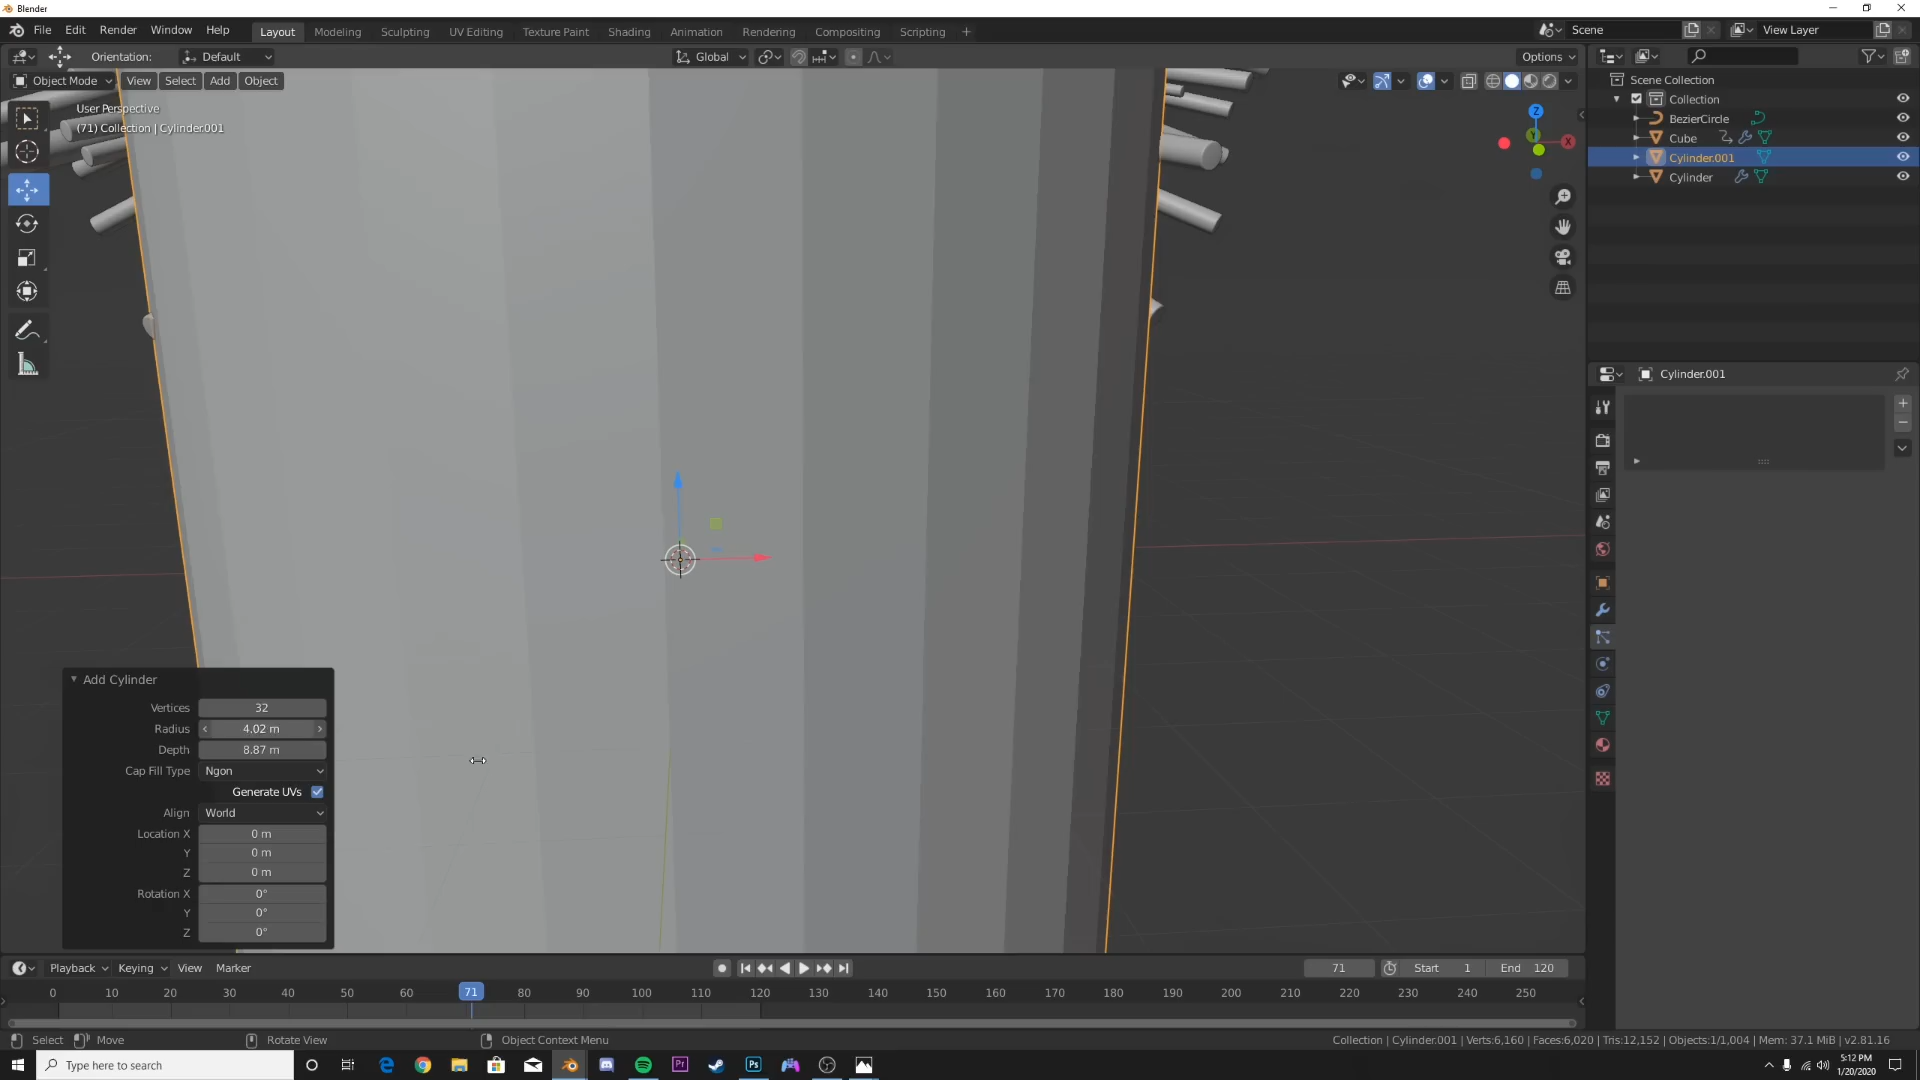 Blender
File Edit Render Window Help Layout Modeling Sculpting UV Editing Texture Paint Shading Animation Rendering Compositing Scripting + Scene View Layer
Orientation: Default Global Options
Object Mode View Select Add Object
Scene Collection
Collection
BezierCircle
Cube
Cylinder.001
Cylinder
User Perspective
(71) Collection | Cylinder.001
Z
Y
X
Cylinder.001
Add Cylinder
Vertices 32
Radius 4.02 m
Depth 8.87 m
Cap Fill Type Ngon
Generate UVs
Align World
Location X 0 m
Y 0 m
Z 0 m
Rotation X 0°
Y 0°
Z 0°
Playback Keying View Marker 71 Start 1 End 120
0 10 20 30 40 50 60 71 80 90 100 110 120 130 140 150 160 170 180 190 200 210 220 230 240 250
Select Move Rotate View Object Context Menu Collection | Cylinder.001 | Verts:6,160 | Faces:6,020 | Tris:12,152 | Objects:1/1,004 | Mem: 37.1 MiB | v2.81.16
Type here to search Pr Ps 5:12 PM
1/20/2020